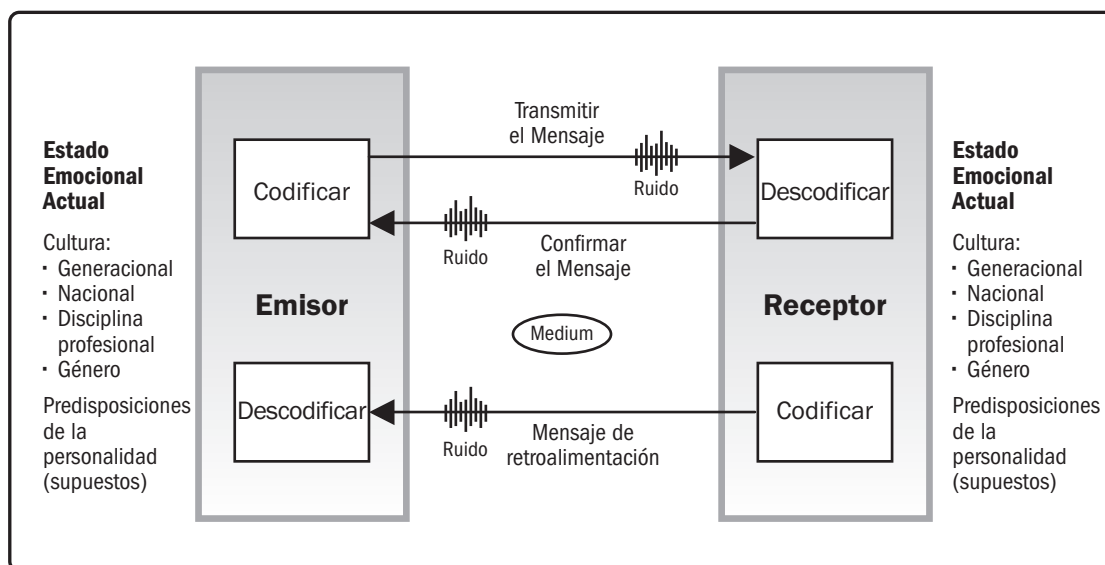 Estado
Emocional
Actual
Cultura:
· Generacional
· Nacional
· Disciplina
profesional
· Género
Predisposiciones
de la
personalidad
(supuestos)
Codificar
Emisor
Descodificar
Transmitir
el Mensaje
Ruido
Ruido
Confirmar
el Mensaje
Medium
Ruido
Mensaje de
retroalimentación
Descodificar
Receptor
Codificar
Estado
Emocional
Actual
Cultura:
· Generacional
· Nacional
· Disciplina
profesional
· Género
Predisposiciones
de la
personalidad
(supuestos)